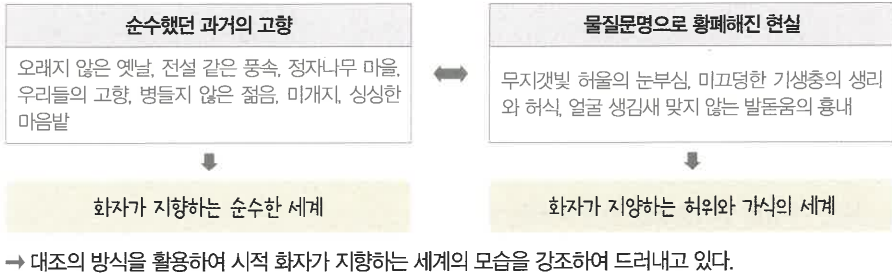 순수했던 과거의 고향
오래지 않은 옛날, 전설 같은 풍속, 정자나무 마을,
우리들의 고향, 병들지 않은 젊음, 미개지, 싱싱한
마음밭
물질문명으로 황폐해진 현실
무지갯빛 허울의 눈부심, 미끄덩한 기생충의 생리
와 허식, 얼굴 생김새 맞지 않는 발돋움의 흉내
화자가 지향하는 순수한 세계
화자가 지양하는 허위와 가식의 세계
→ 대조의 방식을 활용하여 시적 화자가 지향하는 세계의 모습을 강조하여 드러내고 있다.